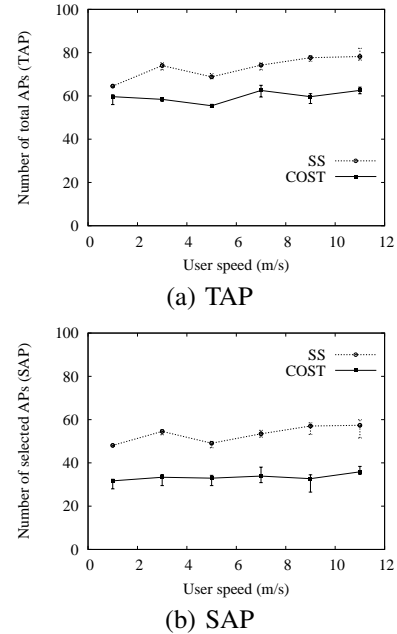 Number of total APs (TAP)
100
80
60
40
20
0
SS
COST
0 2 4 6 8 10 12
User speed (m/s)
(a) TAP
Number of selected APs (SAP)
100
80
60
40
20
0
SS
COST
0 2 4 6 8 10 12
User speed (m/s)
(b) SAP